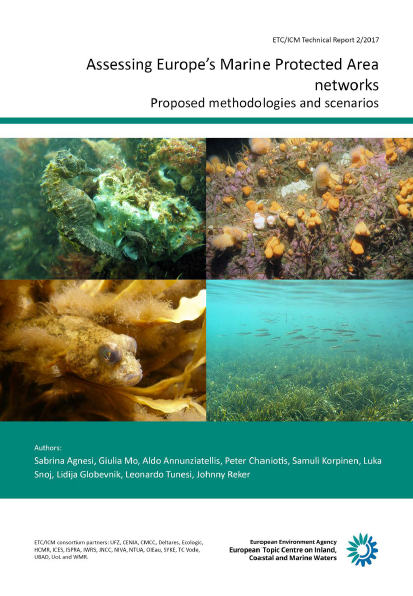 ETC/ICM Technical Report 2/2017
Assessing Europe's Marine Protected Area
networks
Proposed methodologies and scenarios
Authors:
Sabrina Agnesi, Giulia Mo, Aldo Annunziatellis, Peter Chaniotis, Samuli Korpinen, Luka
Snoj, Lidija Globevnik, Leonardo Tunesi, Johnny Reker
ETC/ICM consortium partners: UFZ, CENIA, CMCC, Deltares, Ecologic,
HCMR, ICES, ISPRA, IWRS, JNCC, NIVA, NTUA, OIEau, SYKE, TC Vode,
UBAD, UoL and WMR.
European Environment Agency
European Topic Centre on Inland,
Coastal and Marine Waters